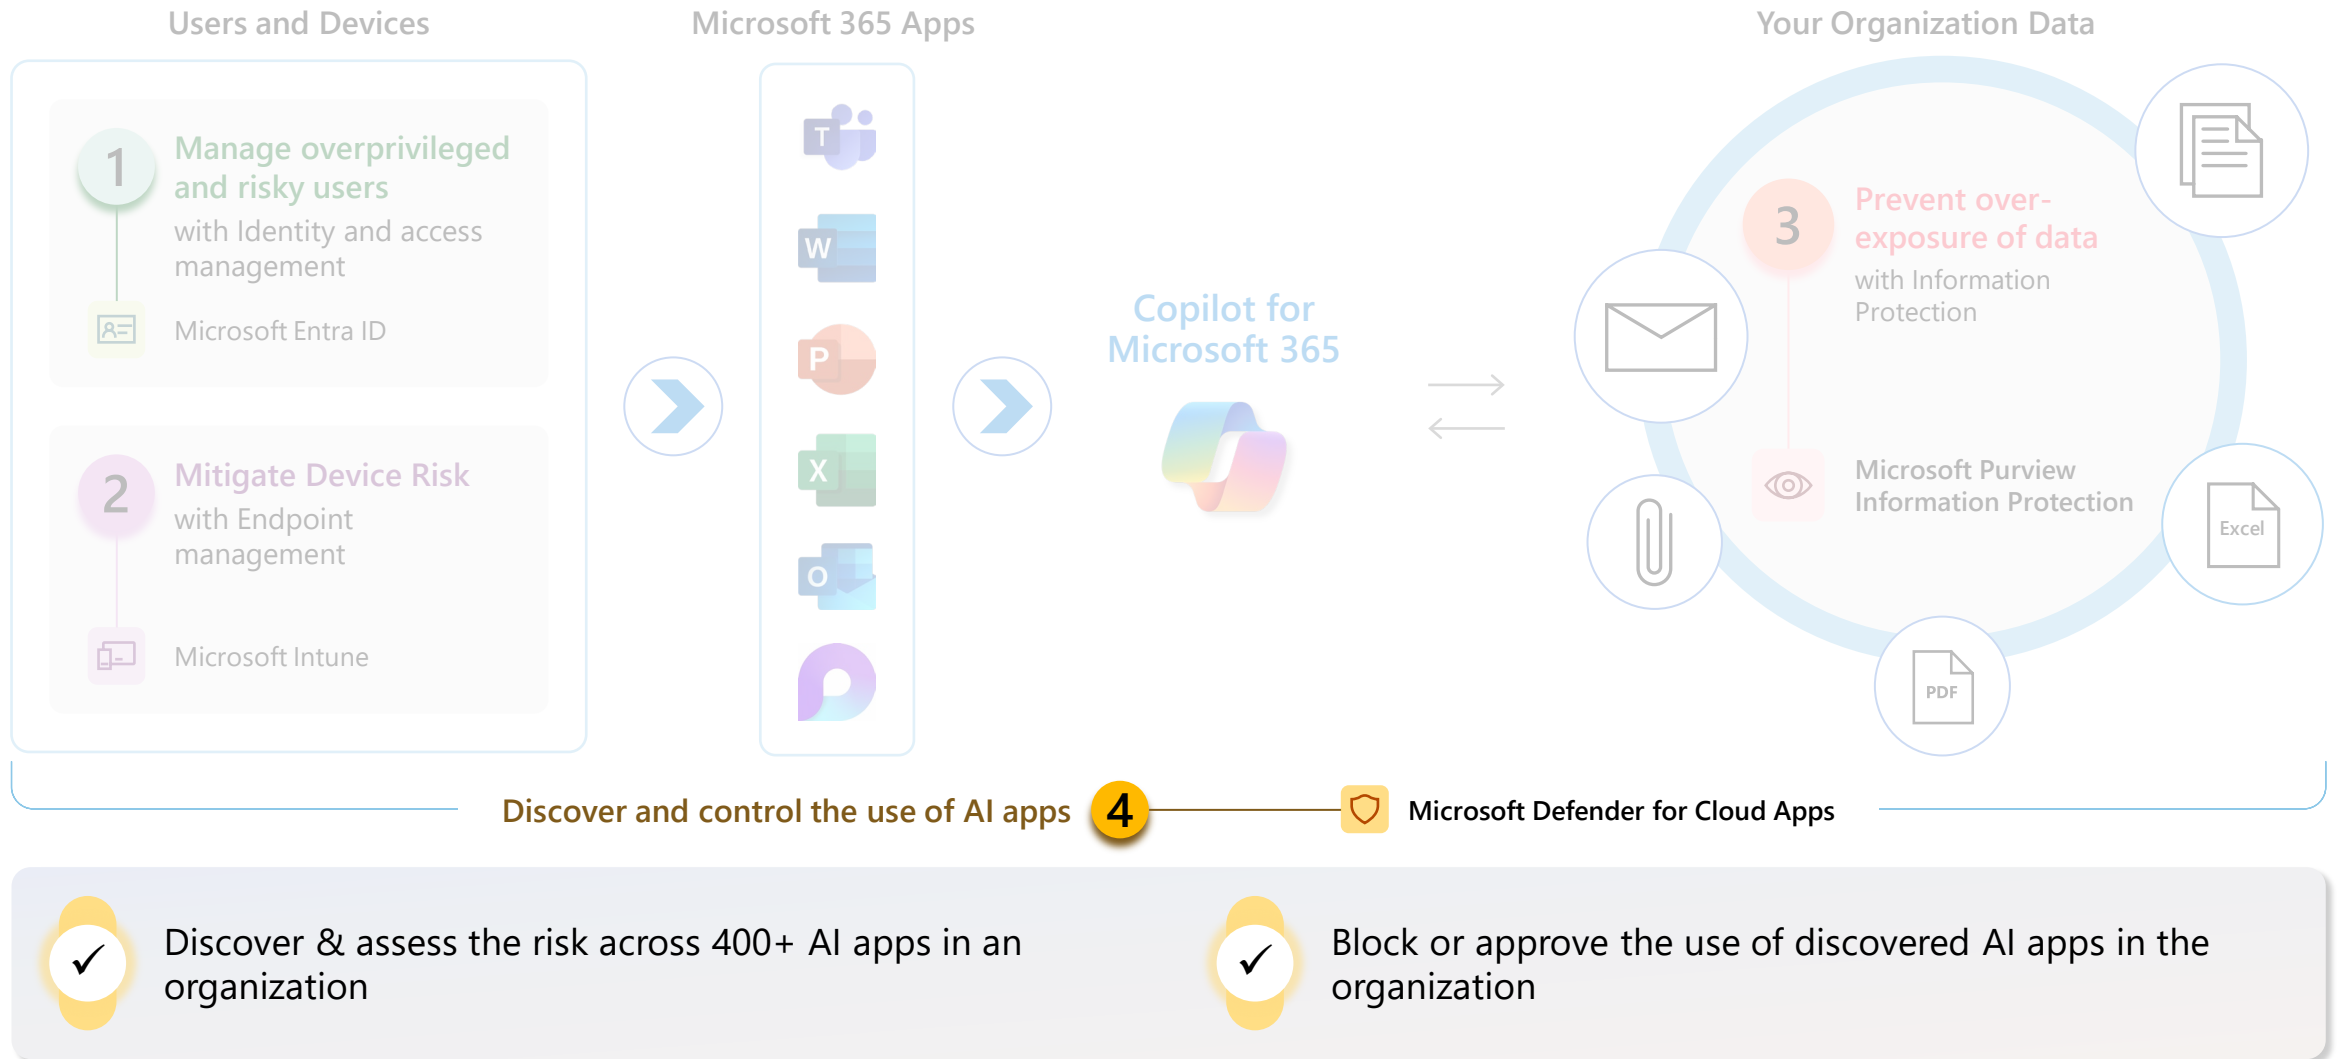 Users and Devices
Microsoft 365 Apps
Your Organization Data
1
Manage overprivileged
and risky users
with Identity and access
management
Microsoft Entra ID
2
Mitigate Device Risk
with Endpoint
management
Microsoft Intune
T
W
P
X
O
Copilot for
Microsoft 365
3
Prevent over-
exposure of data
with Information
Protection
Microsoft Purview
Information Protection
Excel
PDF
Discover and control the use of AI apps
4
Microsoft Defender for Cloud Apps
Discover & assess the risk across 400+ AI apps in an
organization
Block or approve the use of discovered AI apps in the
organization